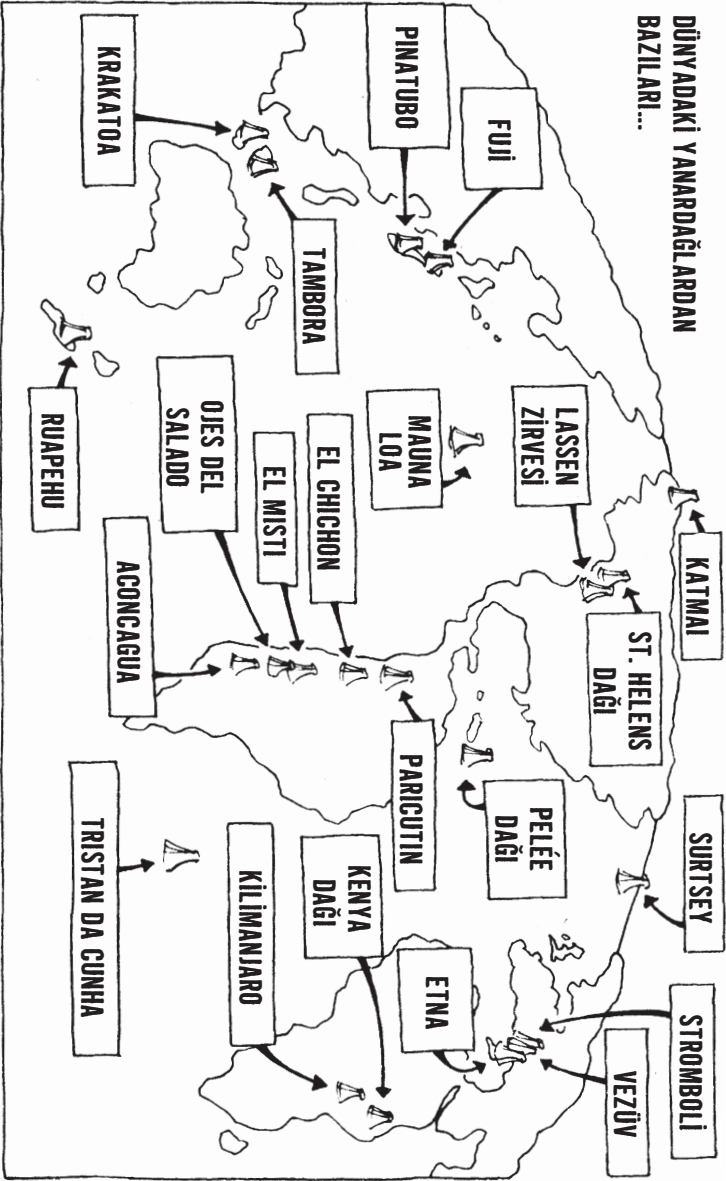 DÜNYADAKİ YANARDAĞLARDAN
BAZILARI...
KATMAI
SURTSEY
STROMBOLİ
VEZÜV
ST. HELENS
DAĞI
LASSEN
ZİRVESİ
FUJİ
PINATUBO
PELÉE
DAĞI
MAUNA
LOA
ETNA
PARICUTIN
KENYA
DAĞI
EL CHICHON
TAMBORA
EL MISTI
KİLİMANJARO
OJES DEL
SALADO
KRAKATOA
ACONCAGUA
TRISTAN DA CUNHA
RUAPEHU